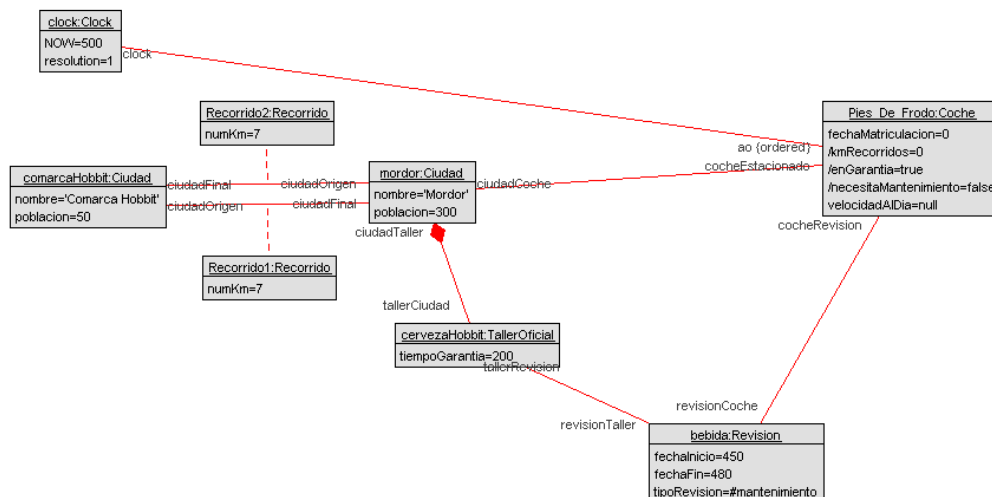 clock:Clock
NOW=500
resolution=1
clock
Recorrido2:Recorrido
numKm=7
Pies_De_Frodo:Coche
fechaMatriculacion=0
/kmRecorridos=0
/enGarantia=true
/necesitaMantenimiento=false
velocidadAlDia=null
ao {ordered}
cocheEstacionado
comarcaHobbit:Ciudad
nombre='Comarca Hobbit'
poblacion=50
ciudadFinal
ciudadOrigen
ciudadOrigen
ciudadFinal
mordor:Ciudad
nombre='Mordor'
poblacion=300
ciudadCoche
ciudadTaller
cocheRevision
Recorrido1:Recorrido
numKm=7
tallerCiudad
cervezaHobbit:TallerOficial
tiempoGarantia=200
tallerRevision
revisionCoche
revisionTaller
bebida:Revision
fechaInicio=450
fechaFin=480
tipoRevision=#mantenimiento